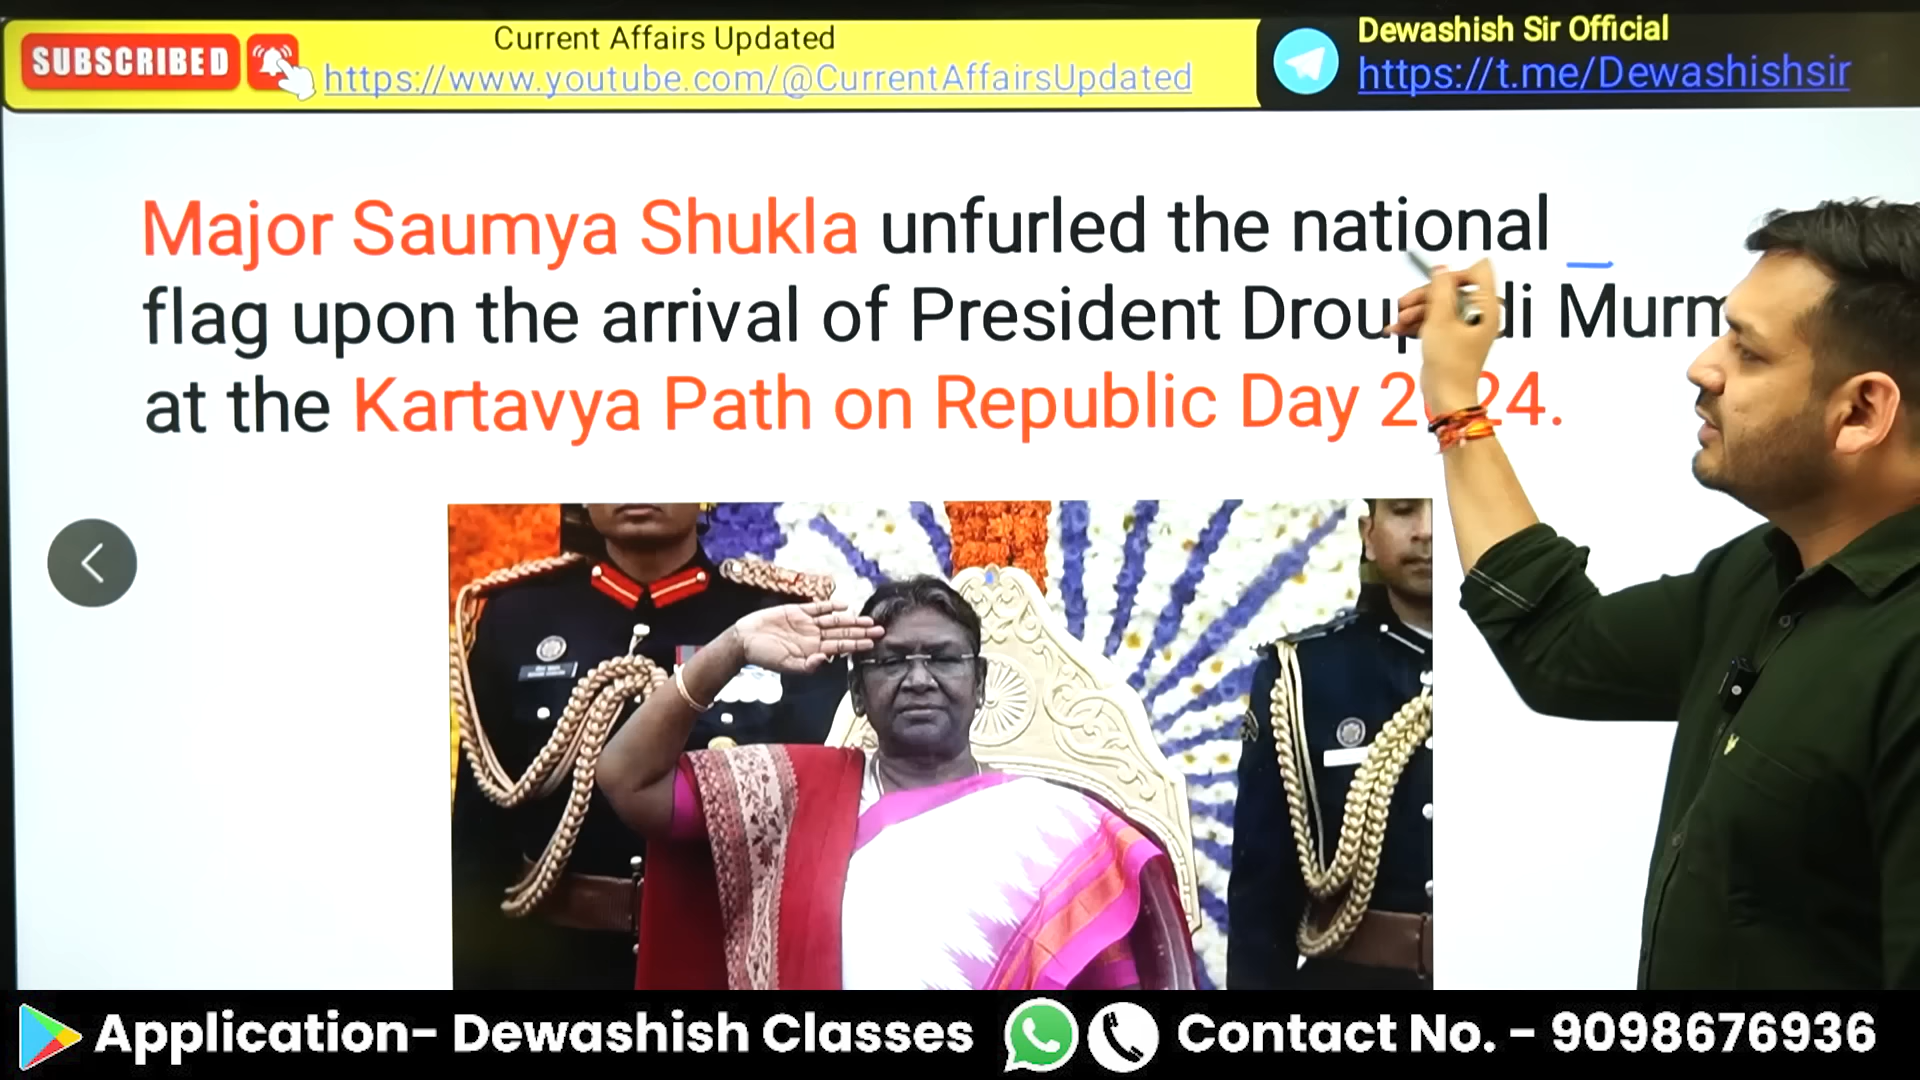 SUBSCRIBED
Current Affairs Updated
https://www.youtube.com/@CurrentAffairsUpdated
Dewashish Sir Official
https://t.me/Dewashishsir
Major Saumya Shukla unfurled the national
flag upon the arrival of President
at the Kartavya Path on Republic Day
Application- Dewashish Classes
Contact No. - 9098676936